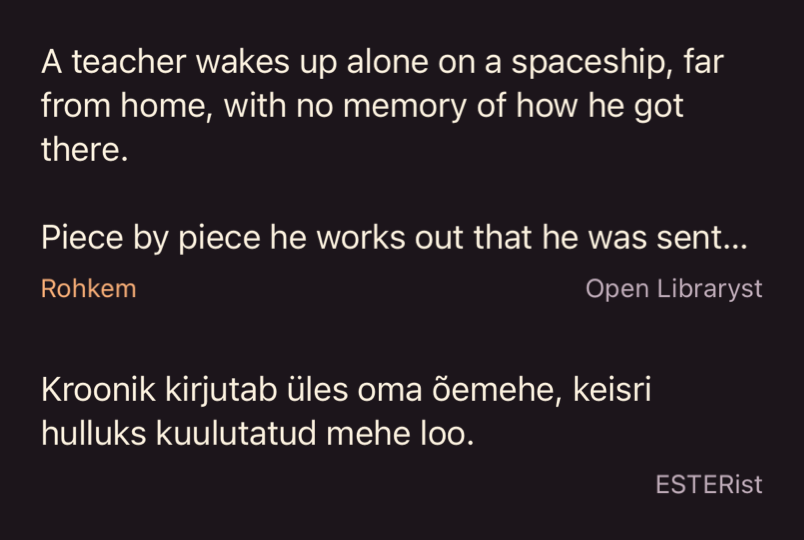 A teacher wakes up alone on a spaceship, far
from home, with no memory of how he got
there.
Piece by piece he works out that he was sent...
Rohkem
Open Libraryst
Kroonik kirjutab üles oma õemehe, keisri
hulluks kuulutatud mehe loo.
ESTERist